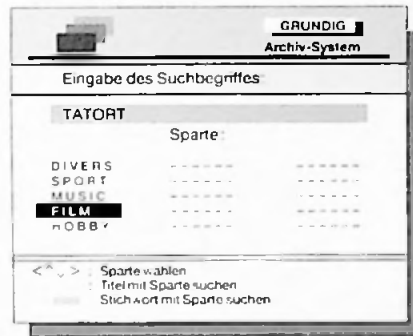 GRUNDIG
Archiv-System
Eingabe des Suchbegriffes:
TATORT
Sparte:
DIVERS ------ ------
SPORT ------ ------
MUSIC ------ ------
FILM ------ ------
HOBBY ------ ------
: Sparte wählen
: Titel mit Sparte suchen
Stichwort mit Sparte suchen